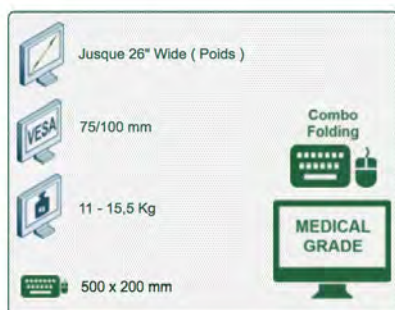 Jusque 26" Wide ( Poids )
VESA
75/100 mm
Combo
Folding
11 - 15,5 Kg
MEDICAL
GRADE
500 x 200 mm